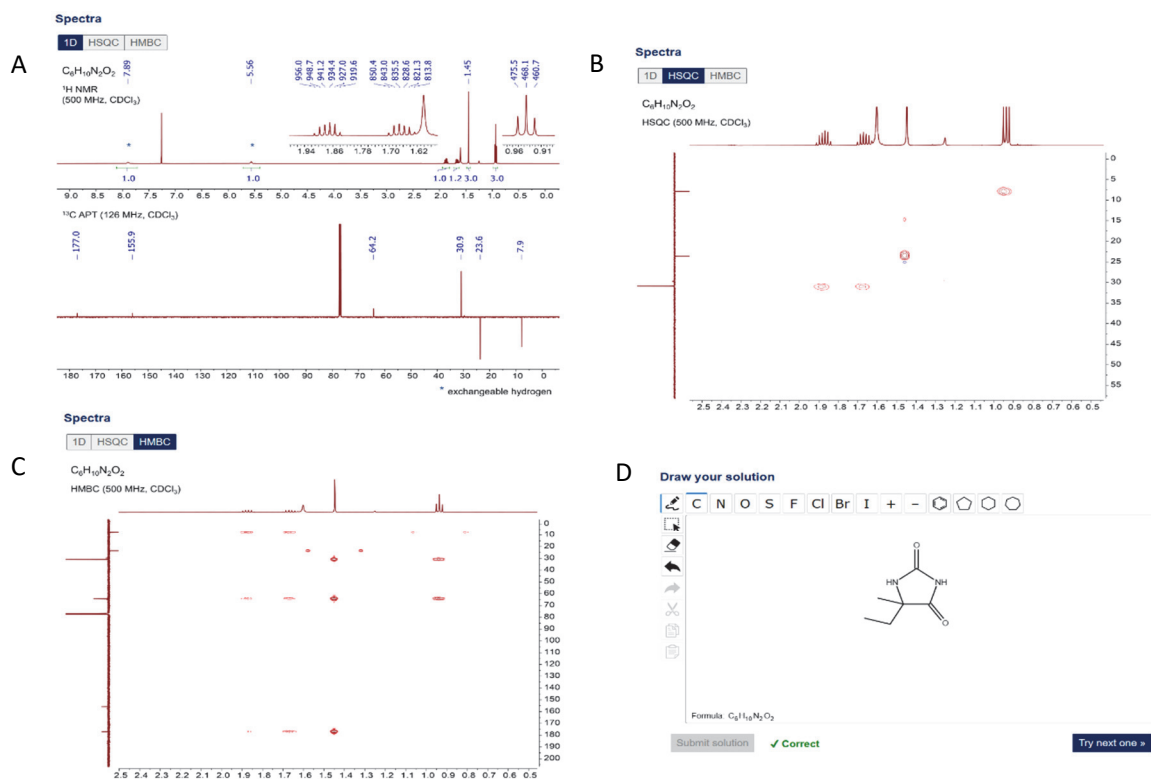 A
Spectra
1D HSQC HMBC
C₆H₁₀N₂O₂
¹H NMR
(500 MHz, CDCl₃)
7.89
5.56
956.0
948.7
941.2
934.4
927.0
919.6
850.4
843.0
835.5
828.6
821.3
813.8
1.45
475.5
468.1
460.7
1.94 1.86 1.78 1.70 1.62
0.96 0.91
*
*
1.0 1.0 1.0 1.2 3.0 3.0
9.0 8.5 8.0 7.5 7.0 6.5 6.0 5.5 5.0 4.5 4.0 3.5 3.0 2.5 2.0 1.5 1.0 0.5 0.0
¹³C APT (126 MHz, CDCl₃)
177.0
155.9
64.2
30.9
23.6
7.9
180 170 160 150 140 130 120 110 100 90 80 70 60 50 40 30 20 10 0
* exchangeable hydrogen
B
Spectra
1D HSQC HMBC
C₆H₁₀N₂O₂
HSQC (500 MHz, CDCl₃)
0
5
10
15
20
25
30
35
40
45
50
55
2.5 2.4 2.3 2.2 2.1 2.0 1.9 1.8 1.7 1.6 1.5 1.4 1.3 1.2 1.1 1.0 0.9 0.8 0.7 0.6 0.5
C
Spectra
1D HSQC HMBC
C₆H₁₀N₂O₂
HMBC (500 MHz, CDCl₃)
0
10
20
30
40
50
60
70
80
90
100
110
120
130
140
150
160
170
180
190
200
2.5 2.4 2.3 2.2 2.1 2.0 1.9 1.8 1.7 1.6 1.5 1.4 1.3 1.2 1.1 1.0 0.9 0.8 0.7 0.6 0.5
D
Draw your solution
C N O S F Cl Br I + −
O
HN NH
O
Formula C₆H₁₀N₂O₂
Submit solution ✓ Correct Try next one »